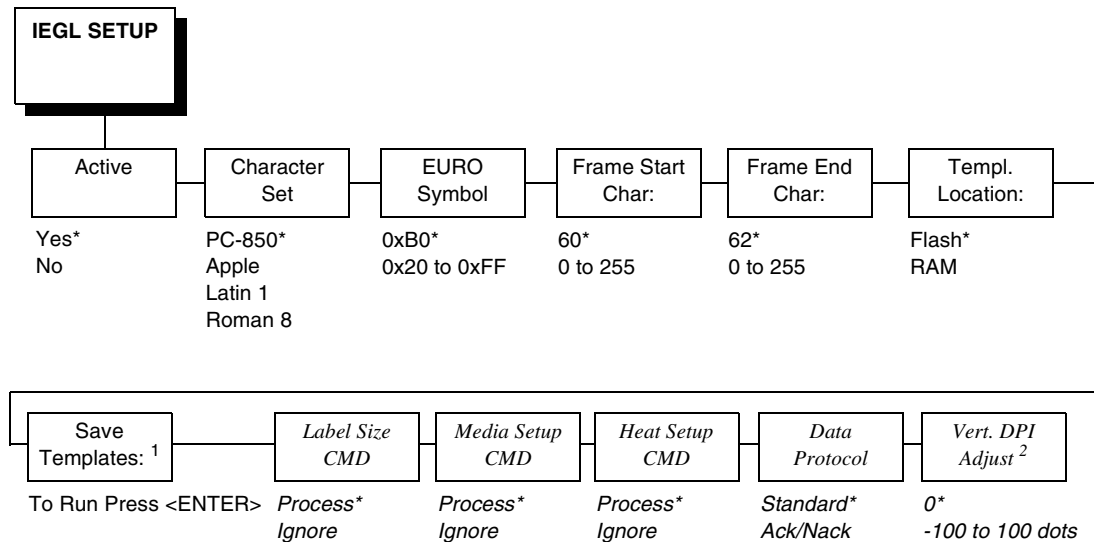 IEGL SETUP
Active
Yes*
No
Character
Set
PC-850*
Apple
Latin 1
Roman 8
EURO
Symbol
0xB0*
0x20 to 0xFF
Frame Start
Char:
60*
0 to 255
Frame End
Char:
62*
0 to 255
Templ.
Location:
Flash*
RAM
Save
Templates: 1
To Run Press <ENTER>
Label Size
CMD
Process*
Ignore
Media Setup
CMD
Process*
Ignore
Heat Setup
CMD
Process*
Ignore
Data
Protocol
Standard*
Ack/Nack
Vert. DPI
Adjust 2
0*
-100 to 100 dots